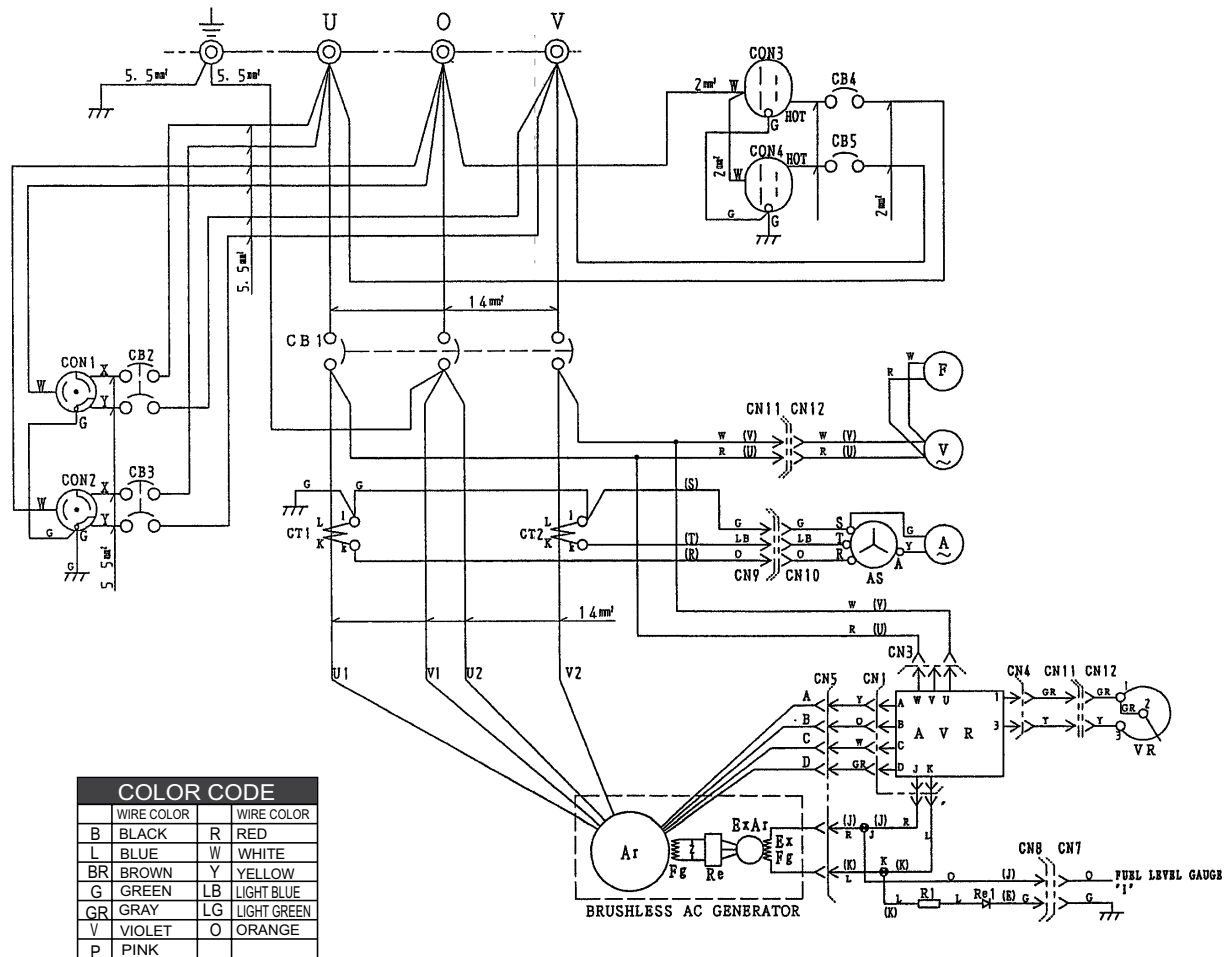 U O V
5. 5㎟ 5. 5㎟
CON3
CB4
2㎟ W
G HOT
CON4 HOT
CB5
2㎟ W
G G
2㎟
5. 5㎟
14㎟
CB1
CON1 X CB2
W Y
G
CON2 X CB3
W Y
G G
G
5. 5㎟
W F
R
CN11 CN12
W (V) W (V)
R (U) R (U)
V
~
G G (S)
L l L l
CT1 CT2
K k K k
(T)
(R)
G G S G
LB LB T Y A
O O R A ~
CN9 CN10 AS
14㎟
W (V)
R (U)
U1 V1 U2 V2
CN3
CN5 CN1 CN4 CN11 CN12
W V U
A Y A 1 GR GR 1
B O B A V R GR 2
C W C 3 Y Y 3
D GR D VR
J K
Ar Fg Re ExAr Ex Fg
(J) (J) R
R J L
(K) K (K)
L
BRUSHLESS AC GENERATOR
CN8 CN7
O (J) O FUEL LEVEL GAUGE
"I"
L R1 L Re1 (E) G G
(K)
COLOR CODE
WIRE COLOR WIRE COLOR
B BLACK R RED
L BLUE W WHITE
BR BROWN Y YELLOW
G GREEN LB LIGHT BLUE
GR GRAY LG LIGHT GREEN
V VIOLET O ORANGE
P PINK